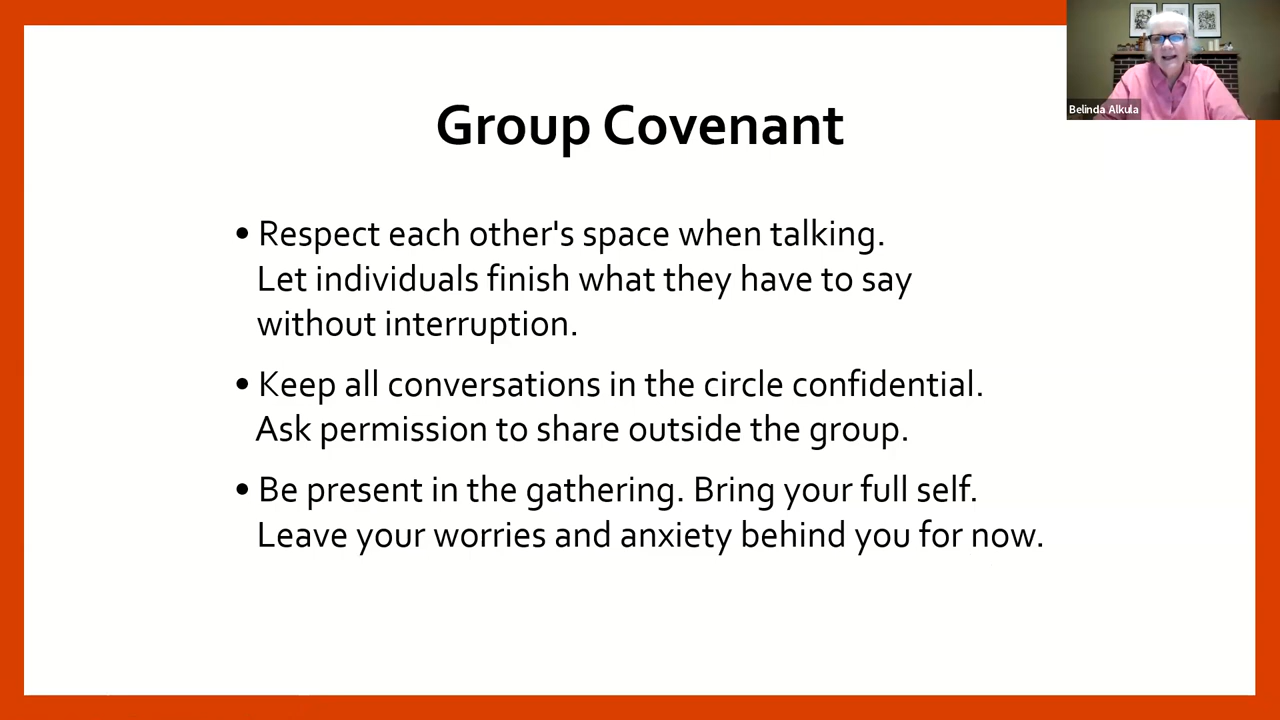 Group Covenant
• Respect each other's space when talking.
Let individuals finish what they have to say
without interruption.
• Keep all conversations in the circle confidential.
Ask permission to share outside the group.
• Be present in the gathering. Bring your full self.
Leave your worries and anxiety behind you for now.
Belinda Alkula